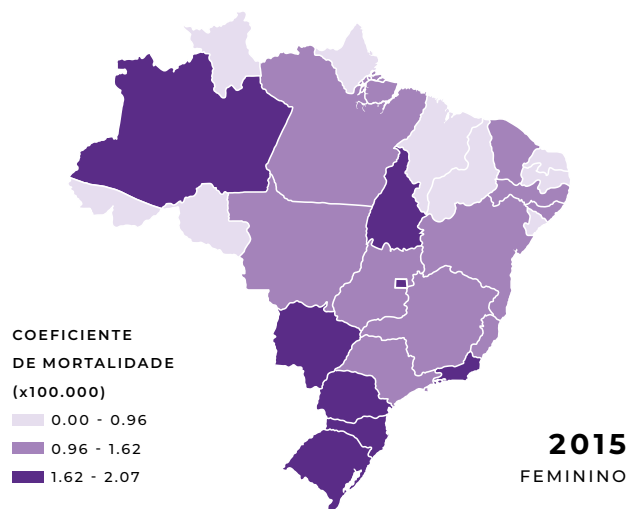 COEFICIENTE
DE MORTALIDADE
(x100.000)
0.00 - 0.96
0.96 - 1.62
1.62 - 2.07
2015
FEMININO